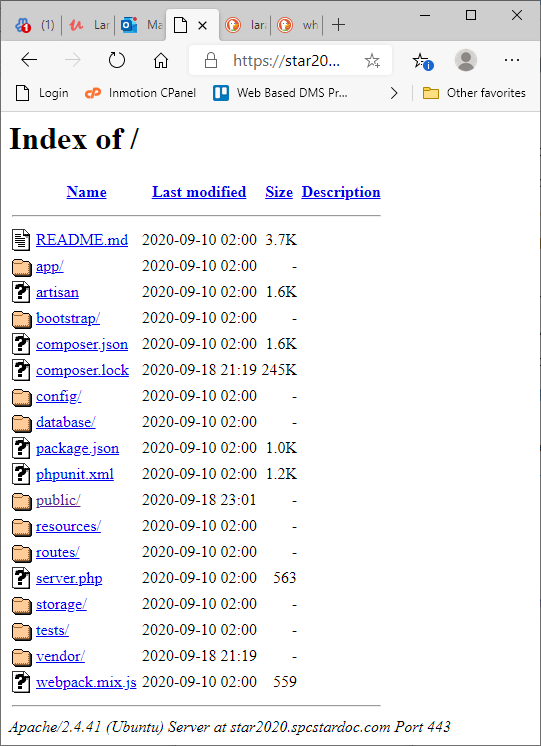 (1) Lar Ma lar wh
https://star20...
Login Inmotion CPanel Web Based DMS Pr... Other favorites
Index of /
Name Last modified Size Description
README.md 2020-09-10 02:00 3.7K
app/ 2020-09-10 02:00 -
artisan 2020-09-10 02:00 1.6K
bootstrap/ 2020-09-10 02:00 -
composer.json 2020-09-10 02:00 1.6K
composer.lock 2020-09-18 21:19 245K
config/ 2020-09-10 02:00 -
database/ 2020-09-10 02:00 -
package.json 2020-09-10 02:00 1.0K
phpunit.xml 2020-09-10 02:00 1.2K
public/ 2020-09-18 23:01 -
resources/ 2020-09-10 02:00 -
routes/ 2020-09-10 02:00 -
server.php 2020-09-10 02:00 563
storage/ 2020-09-10 02:00 -
tests/ 2020-09-10 02:00 -
vendor/ 2020-09-18 21:19 -
webpack.mix.js 2020-09-10 02:00 559
Apache/2.4.41 (Ubuntu) Server at star2020.spcstardoc.com Port 443